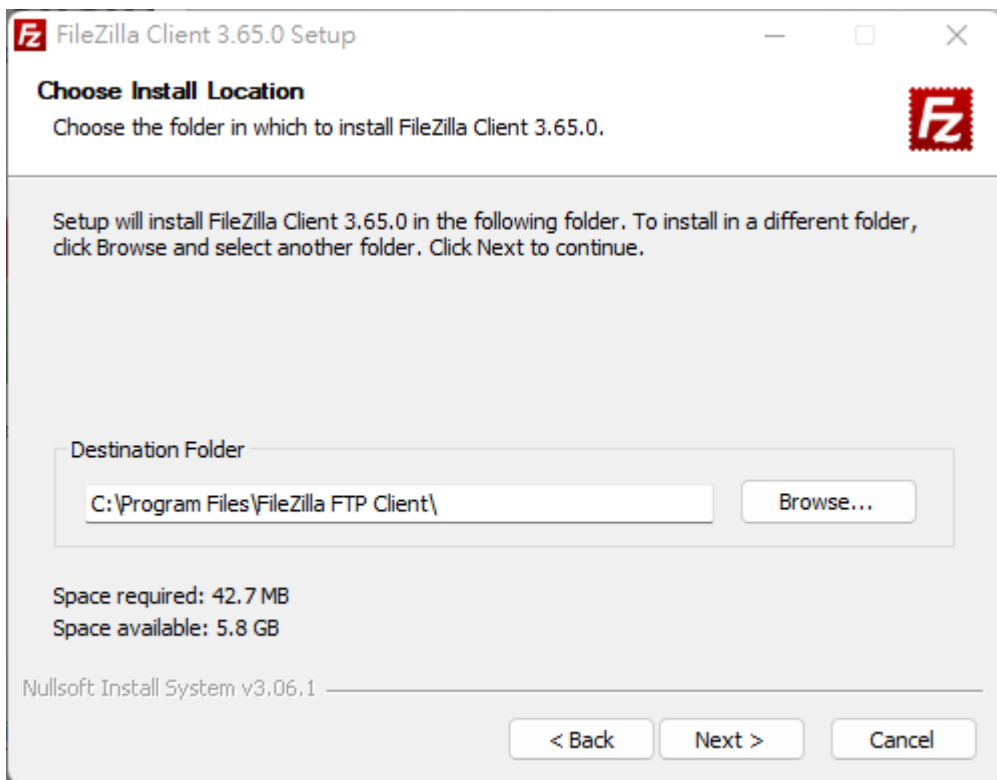 FileZilla Client 3.65.0 Setup
Choose Install Location
Choose the folder in which to install FileZilla Client 3.65.0.
Fz
Setup will install FileZilla Client 3.65.0 in the following folder. To install in a different folder,
click Browse and select another folder. Click Next to continue.
Destination Folder
C:\Program Files\FileZilla FTP Client\
Browse...
Space required: 42.7 MB
Space available: 5.8 GB
Nullsoft Install System v3.06.1
< Back
Next >
Cancel